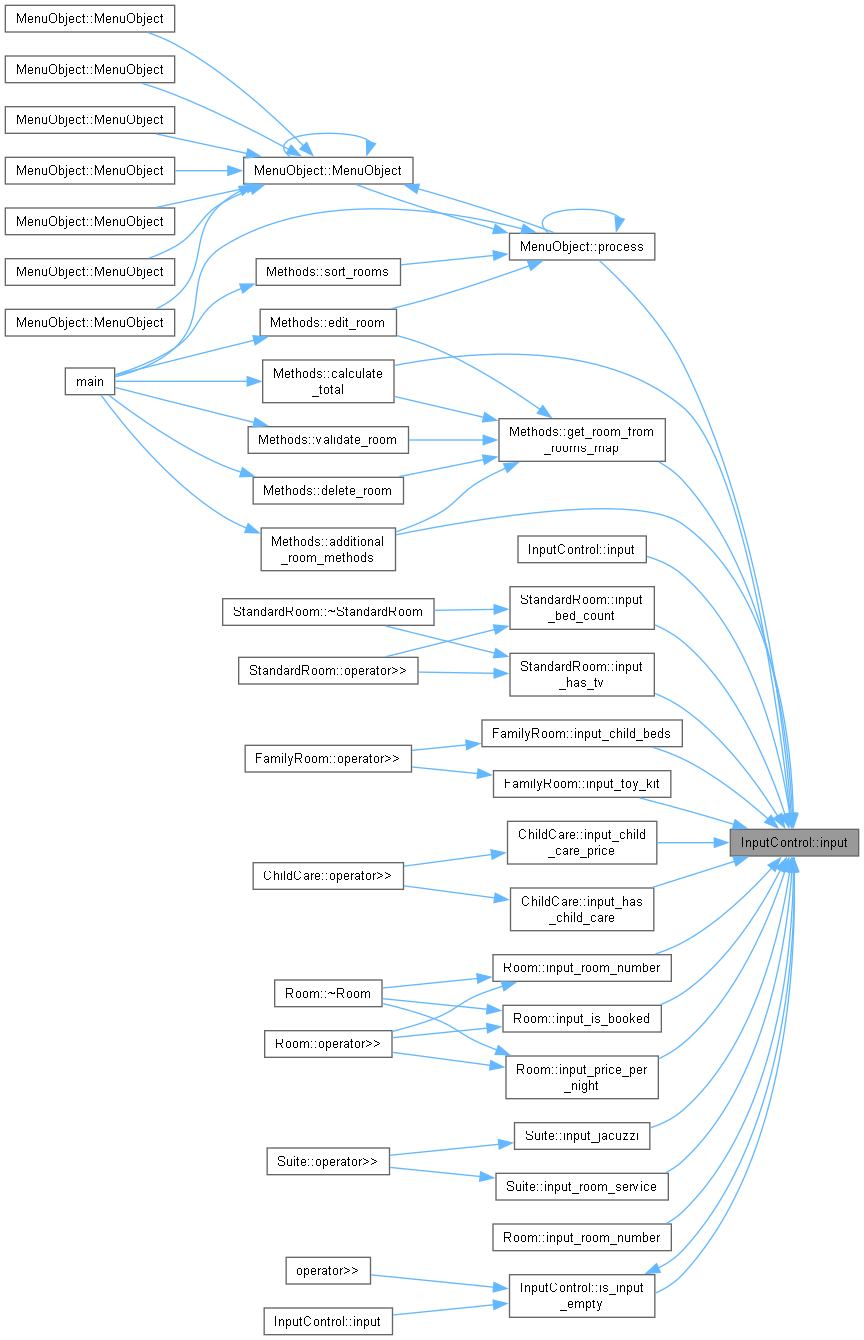 MenuObject::MenuObject
MenuObject::MenuObject
MenuObject::MenuObject
MenuObject::MenuObject
MenuObject::MenuObject
MenuObject::MenuObject
MenuObject::MenuObject
MenuObject::MenuObject
MenuObject::process
Methods::sort_rooms
Methods::edit_room
main
Methods::calculate
_total
Methods::validate_room
Methods::get_room_from
_rooms_map
Methods::delete_room
Methods::additional
_room_methods
InputControl::input
StandardRoom::input
_bed_count
StandardRoom::~StandardRoom
StandardRoom::operator>>
StandardRoom::input
_has_tv
FamilyRoom::input_child_beds
FamilyRoom::operator>>
FamilyRoom::input_toy_kit
InputControl::input
ChildCare::input_child
_care_price
ChildCare::operator>>
ChildCare::input_has
_child_care
Room::input_room_number
Room::~Room
Room::input_is_booked
Room::operator>>
Room::input_price_per
_night
Suite::input_jacuzzi
Suite::operator>>
Suite::input_room_service
Room::input_room_number
operator>>
InputControl::is_input
_empty
InputControl::input